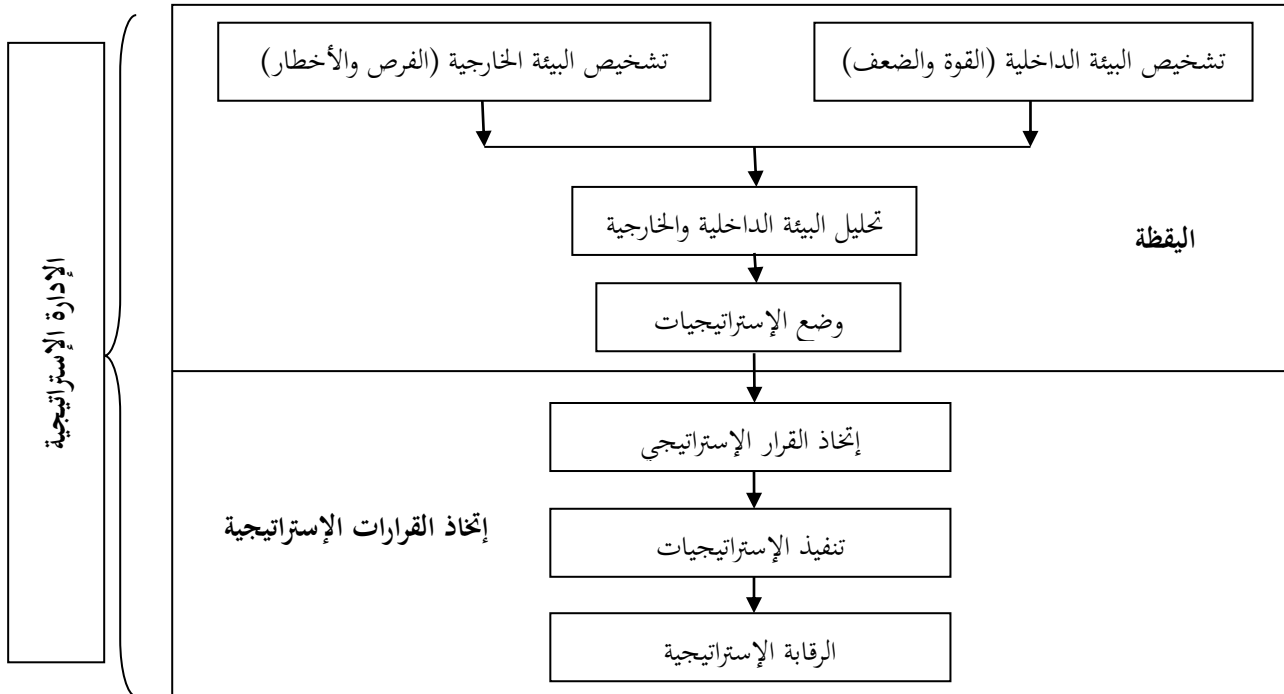 تشخيص البيئة الداخلية (القوة والضعف)
تشخيص البيئة الخارجية (الفرص والأخطار)
تحليل البيئة الداخلية والخارجية
اليقظة
وضع الإستراتيجيات
الإدارة الإستراتيجية
إتخاذ القرار الإستراتيجي
إتخاذ القرارات الإستراتيجية
تنفيذ الإستراتيجيات
الرقابة الإستراتيجية